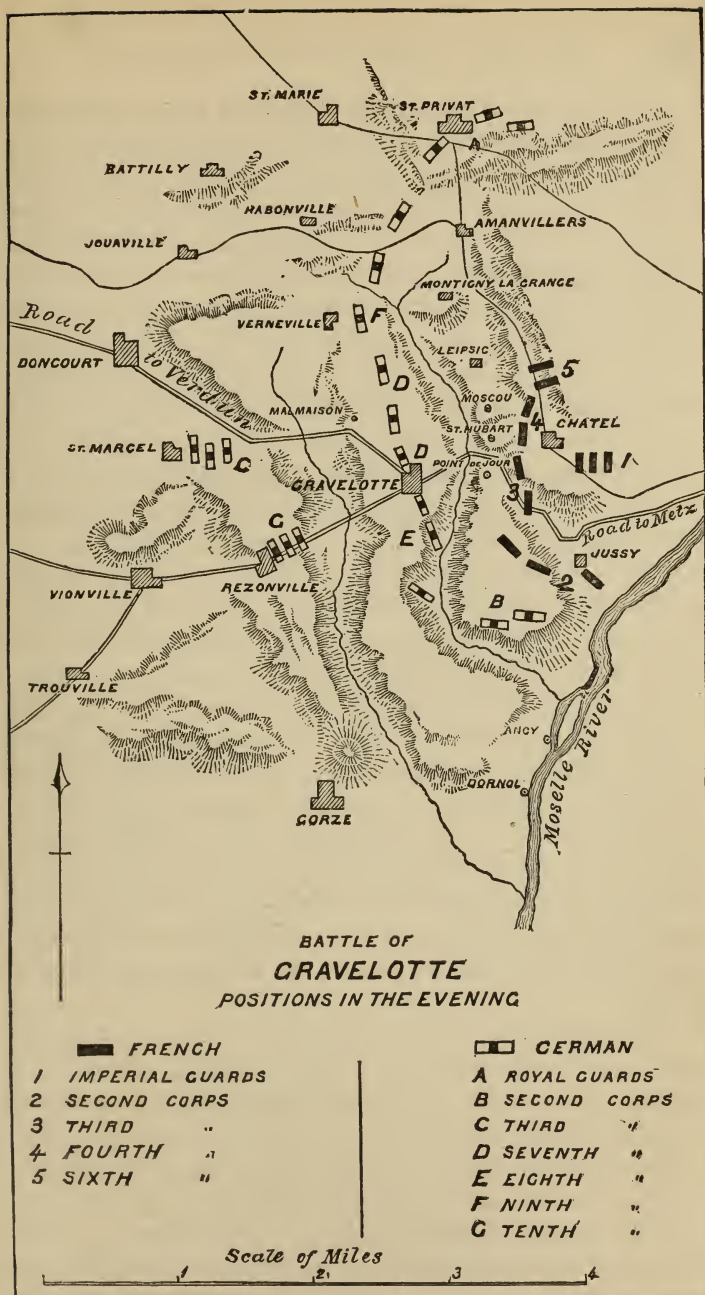 ST. MARIE
ST. PRIVAT
A
BATTILLY
HABONVILLE
AMANVILLERS
JOUAVILLE
MONTIGNY LA GRANGE
Road to Verdun
VERNEVILLE
F
DONCOURT
LEIPSIC
5
D
MOSCOU
4
CHÂTEL
MALMAISON
ST. HUBART
ST. MARCEL
C
D
GRAVELOTTE
POINT DE JOUR
1
3
Road to Metz
G
E
JUSSY
REZONVILLE
VIONVILLE
2
B
TROUVILLE
ANCY
DORNOL
Moselle River
GORZE
BATTLE OF
GRAVELOTTE
POSITIONS IN THE EVENING
FRENCH
1 IMPERIAL GUARDS
2 SECOND CORPS
3 THIRD "
4 FOURTH "
5 SIXTH "
GERMAN
A ROYAL GUARDS
B SECOND CORPS
C THIRD "
D SEVENTH "
E EIGHTH "
F NINTH "
G TENTH "
Scale of Miles
1 2 3 4